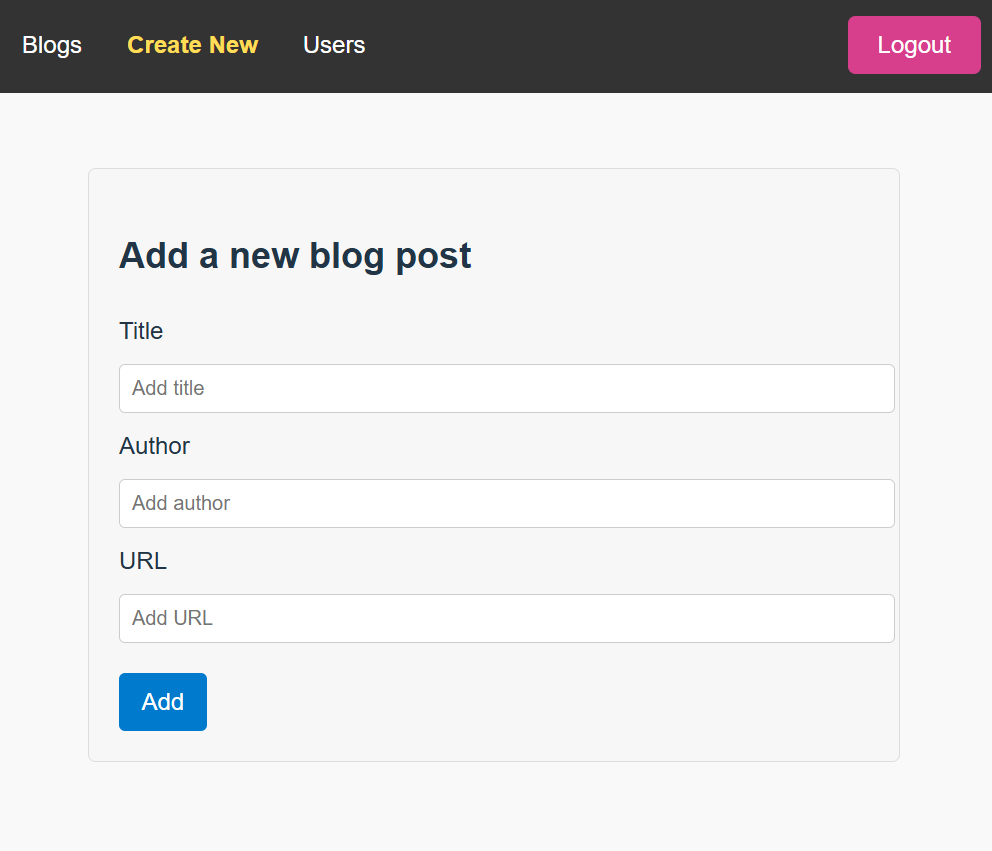 Blogs Create New Users Logout
Add a new blog post
Title
Add title
Author
Add author
URL
Add URL
Add